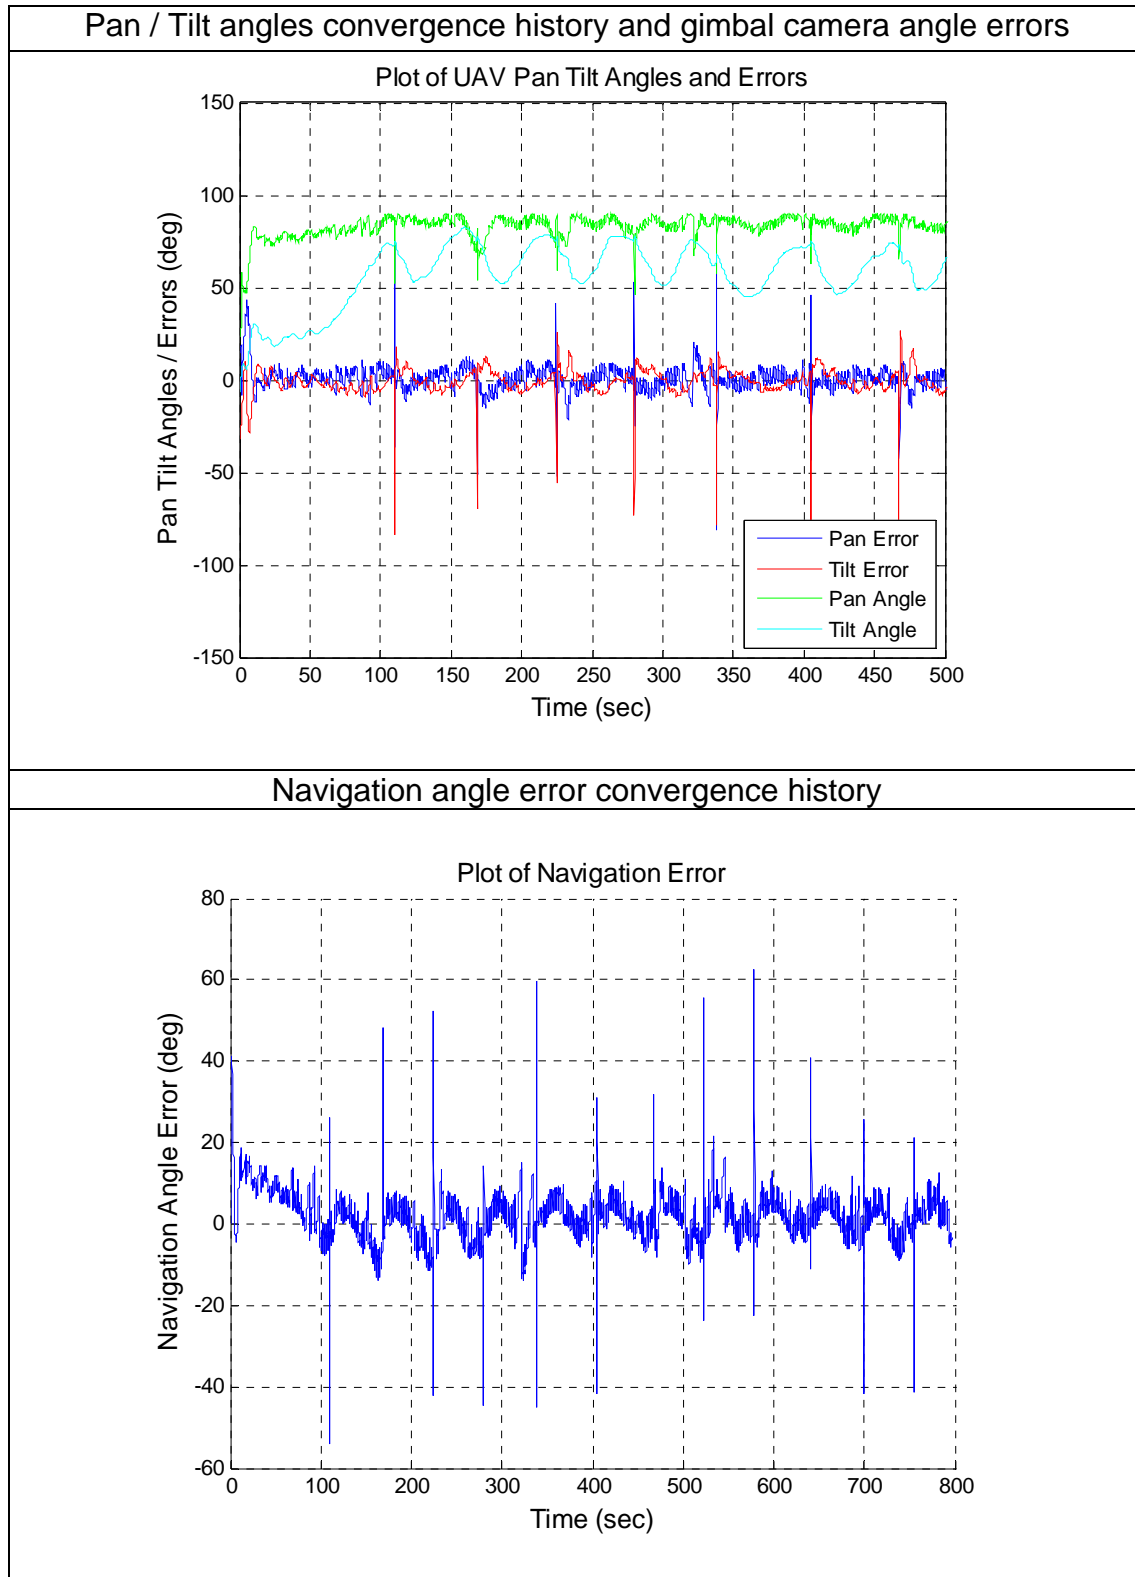 Pan / Tilt angles convergence history and gimbal camera angle errors
Plot of UAV Pan Tilt Angles and Errors
150
100
50
0
-50
-100
-150
Pan Tilt Angles / Errors (deg)
Pan Error
Tilt Error
Pan Angle
Tilt Angle
0 50 100 150 200 250 300 350 400 450 500
Time (sec)
Navigation angle error convergence history
Plot of Navigation Error
80
60
40
20
0
-20
-40
-60
Navigation Angle Error (deg)
0 100 200 300 400 500 600 700 800
Time (sec)